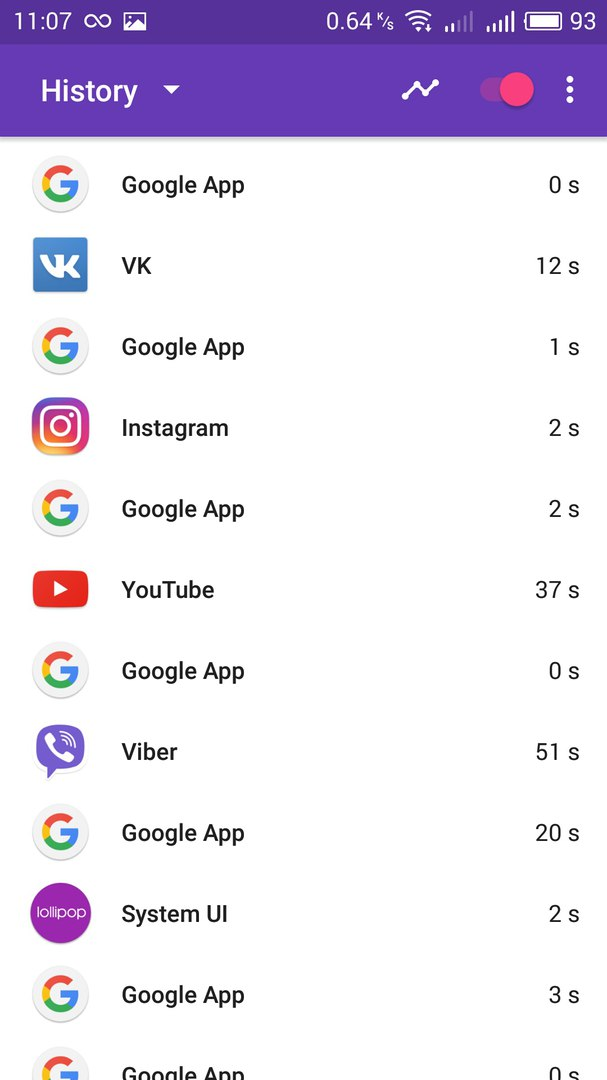 11:07 0.64 K/s 93
History
Google App 0 s
VK 12 s
Google App 1 s
Instagram 2 s
Google App 2 s
YouTube 37 s
Google App 0 s
Viber 51 s
Google App 20 s
lollipop System UI 2 s
Google App 3 s
Google App 0 s